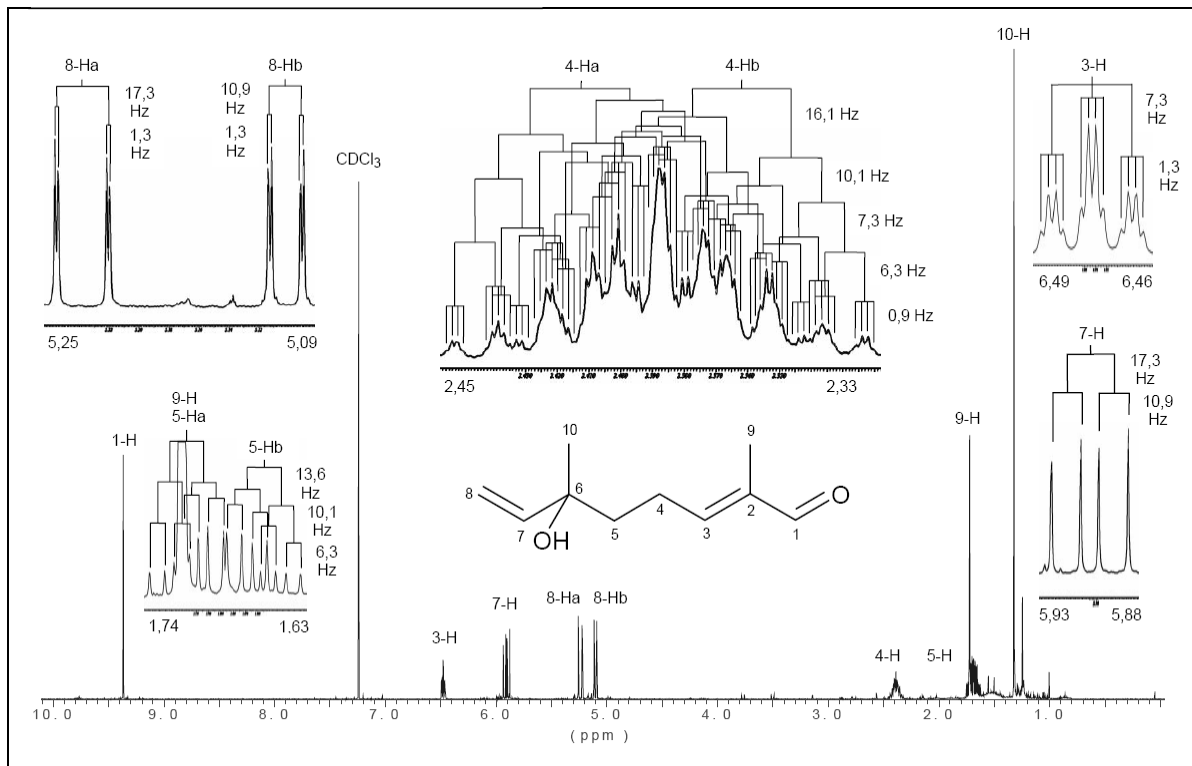 10-H
8-Ha
8-Hb
17,3
Hz
1,3
Hz
10,9
Hz
1,3
Hz
5,25
5,09
CDCl3
4-Ha
4-Hb
16,1 Hz
10,1 Hz
7,3 Hz
6,3 Hz
0,9 Hz
2,45
2,33
3-H
7,3
Hz
1,3
Hz
6,49
6,46
7-H
17,3
Hz
10,9
Hz
5,93
5,88
1-H
9-H
5-Ha
5-Hb
13,6
Hz
10,1
Hz
6,3
Hz
1,74
1,63
10
9
8
7
6
5
4
3
2
1
OH
O
9-H
3-H
7-H
8-Ha
8-Hb
4-H
5-H
10.0
9.0
8.0
7.0
6.0
5.0
4.0
3.0
2.0
1.0
(ppm)